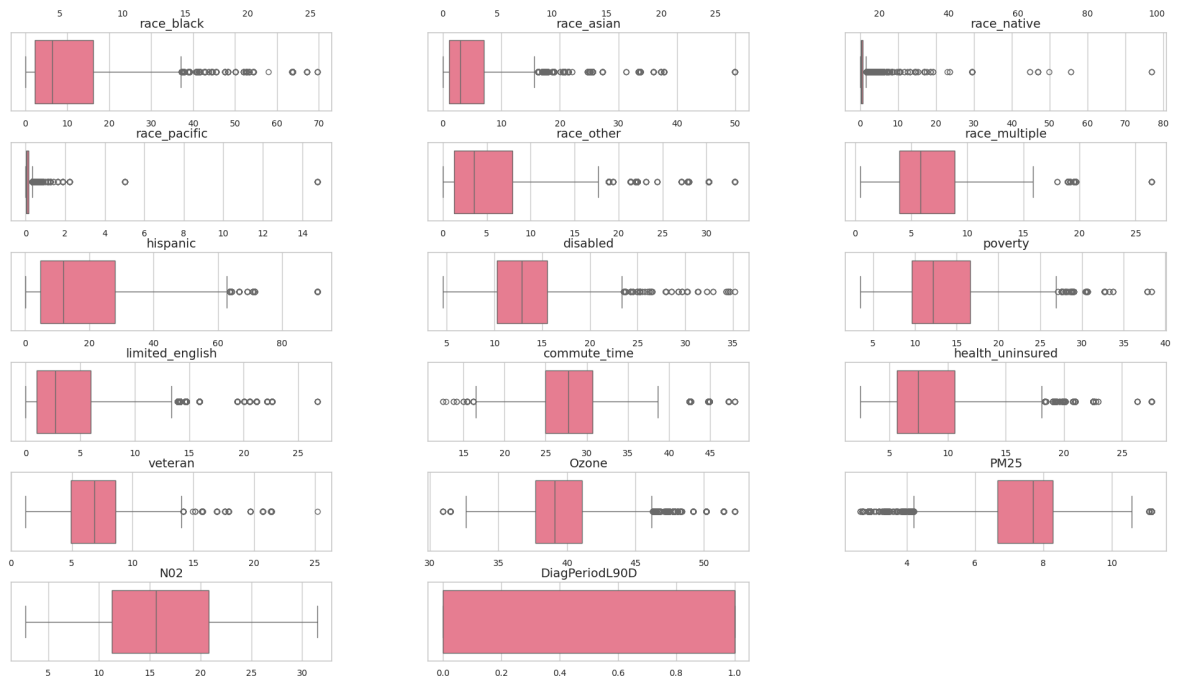 5 10 15 20 25 5 10 15 20 25 20 40 60 80 100
race_black race_asian race_native
0 10 20 30 40 50 60 70 0 10 20 30 40 50 0 10 20 30 40 50 60 70 80
race_pacific race_other race_multiple
0 2 4 6 8 10 12 14 0 5 10 15 20 25 30 0 5 10 15 20 25
hispanic disabled poverty
0 20 40 60 80 5 10 15 20 25 30 35 5 10 15 20 25 30 35 40
limited_english commute_time health_uninsured
0 5 10 15 20 25 15 20 25 30 35 40 45 5 10 15 20 25
veteran Ozone PM25
0 5 10 15 20 25 30 35 40 45 50 4 6 8 10
N02 DiagPeriodL90D
5 10 15 20 25 30 0.0 0.2 0.4 0.6 0.8 1.0